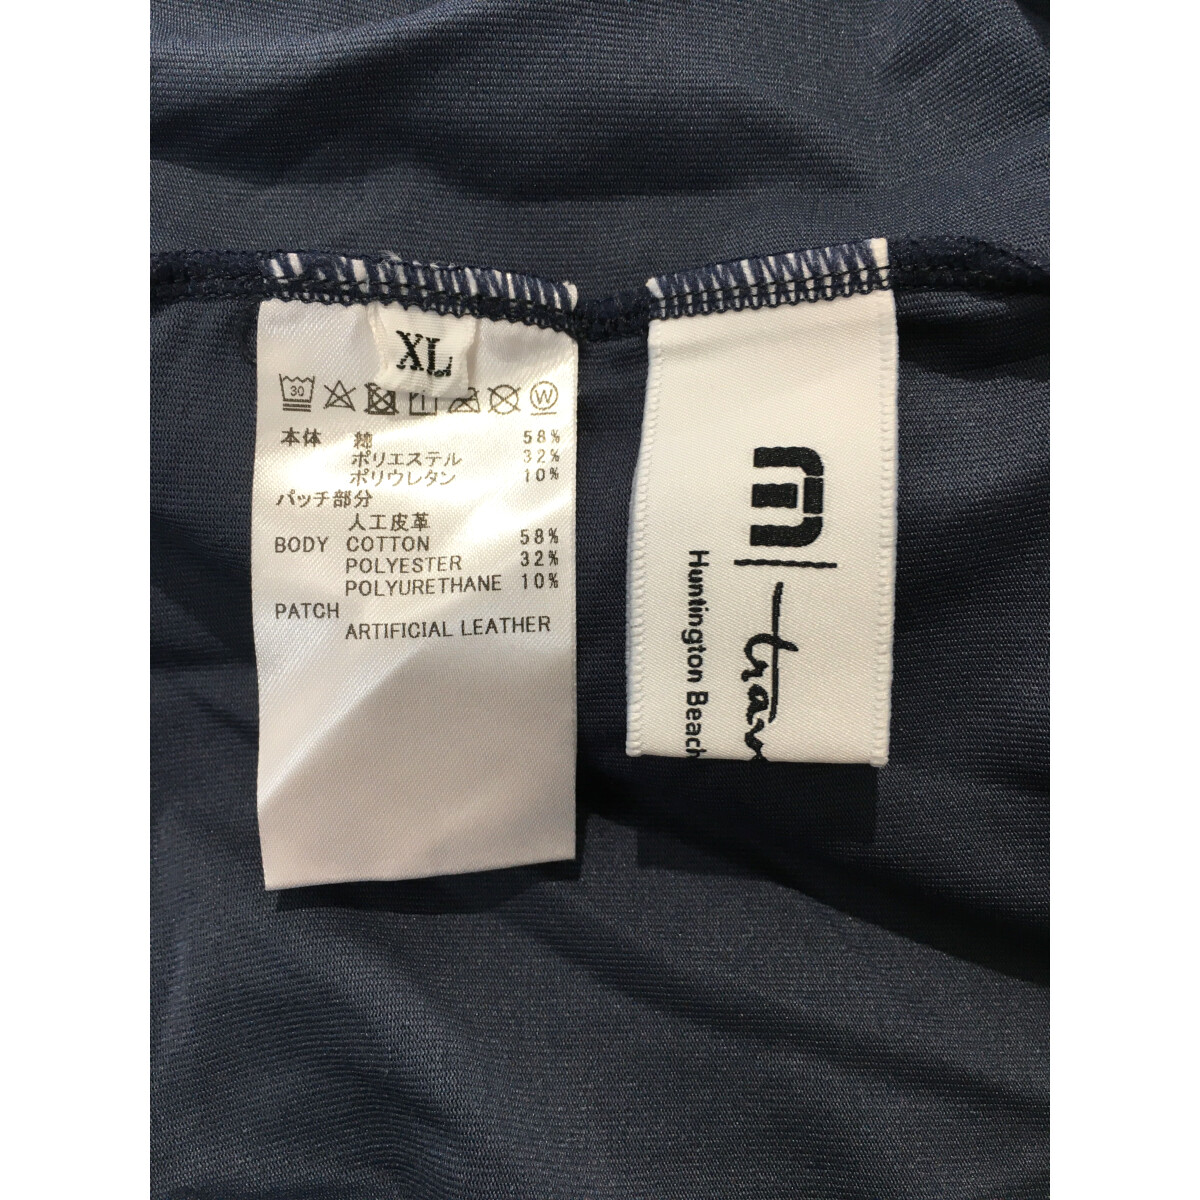 XL
30
W
本体 綿 58%
ポリエステル 32%
ポリウレタン 10%
パッチ部分
人工皮革
BODY COTTON 58%
POLYESTER 32%
POLYURETHANE 10%
PATCH
ARTIFICIAL LEATHER
Huntington Beach